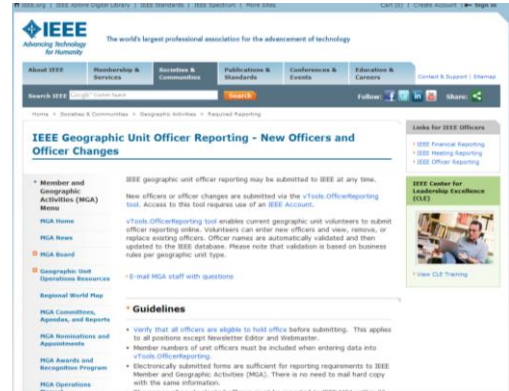 IEEE.org | IEEE Xplore Digital Library | IEEE Standards | IEEE Spectrum | More Sites
Cart (0) | Create Account | Sign In
IEEE
Advancing Technology
for Humanity
The world's largest professional association for the advancement of technology
About IEEE
Membership &
Services
Societies &
Communities
Publications &
Standards
Conferences &
Events
Education &
Careers
Contact & Support | Sitemap
Search IEEE
Search
Follow:
Share:
Home > Societies & Communities > Geographic Activities > Required Reporting
IEEE Geographic Unit Officer Reporting - New Officers and
Officer Changes
Links for IEEE Officers
IEEE Financial Reporting
IEEE Meeting Reporting
IEEE Officer Reporting
IEEE Center for
Leadership Excellence
(CLE)
View CLE Training
Member and
Geographic
Activities (MGA)
Menu
MGA Home
MGA News
MGA Board
Geographic Unit
Operations Resources
Regional World Map
MGA Committees,
Agendas, and Reports
MGA Nominations and
Appointments
MGA Awards and
Recognition Program
MGA Operations
IEEE geographic unit officer reporting may be submitted to IEEE at any time.
New officers or officer changes are submitted via the vTools.OfficerReporting
tool. Access to this tool requires use of an IEEE Account.
vTools.OfficerReporting tool enables current geographic unit volunteers to submit
officer reporting online. Volunteers can enter new officers and view, remove, or
replace existing officers. Officer names are automatically validated and then
updated to the IEEE database. Please note that validation is based on business
rules per geographic unit type.
E-mail MGA staff with questions
Guidelines
Verify that all officers are eligible to hold office before submitting. This applies
to all positions except Newsletter Editor and Webmaster.
Member numbers of unit officers must be included when entering data into
vTools.OfficerReporting.
Electronically submitted forms are sufficient for reporting requirements to IEEE
Member and Geographic Activities (MGA). There is no need to mail hard copy
with the same information.